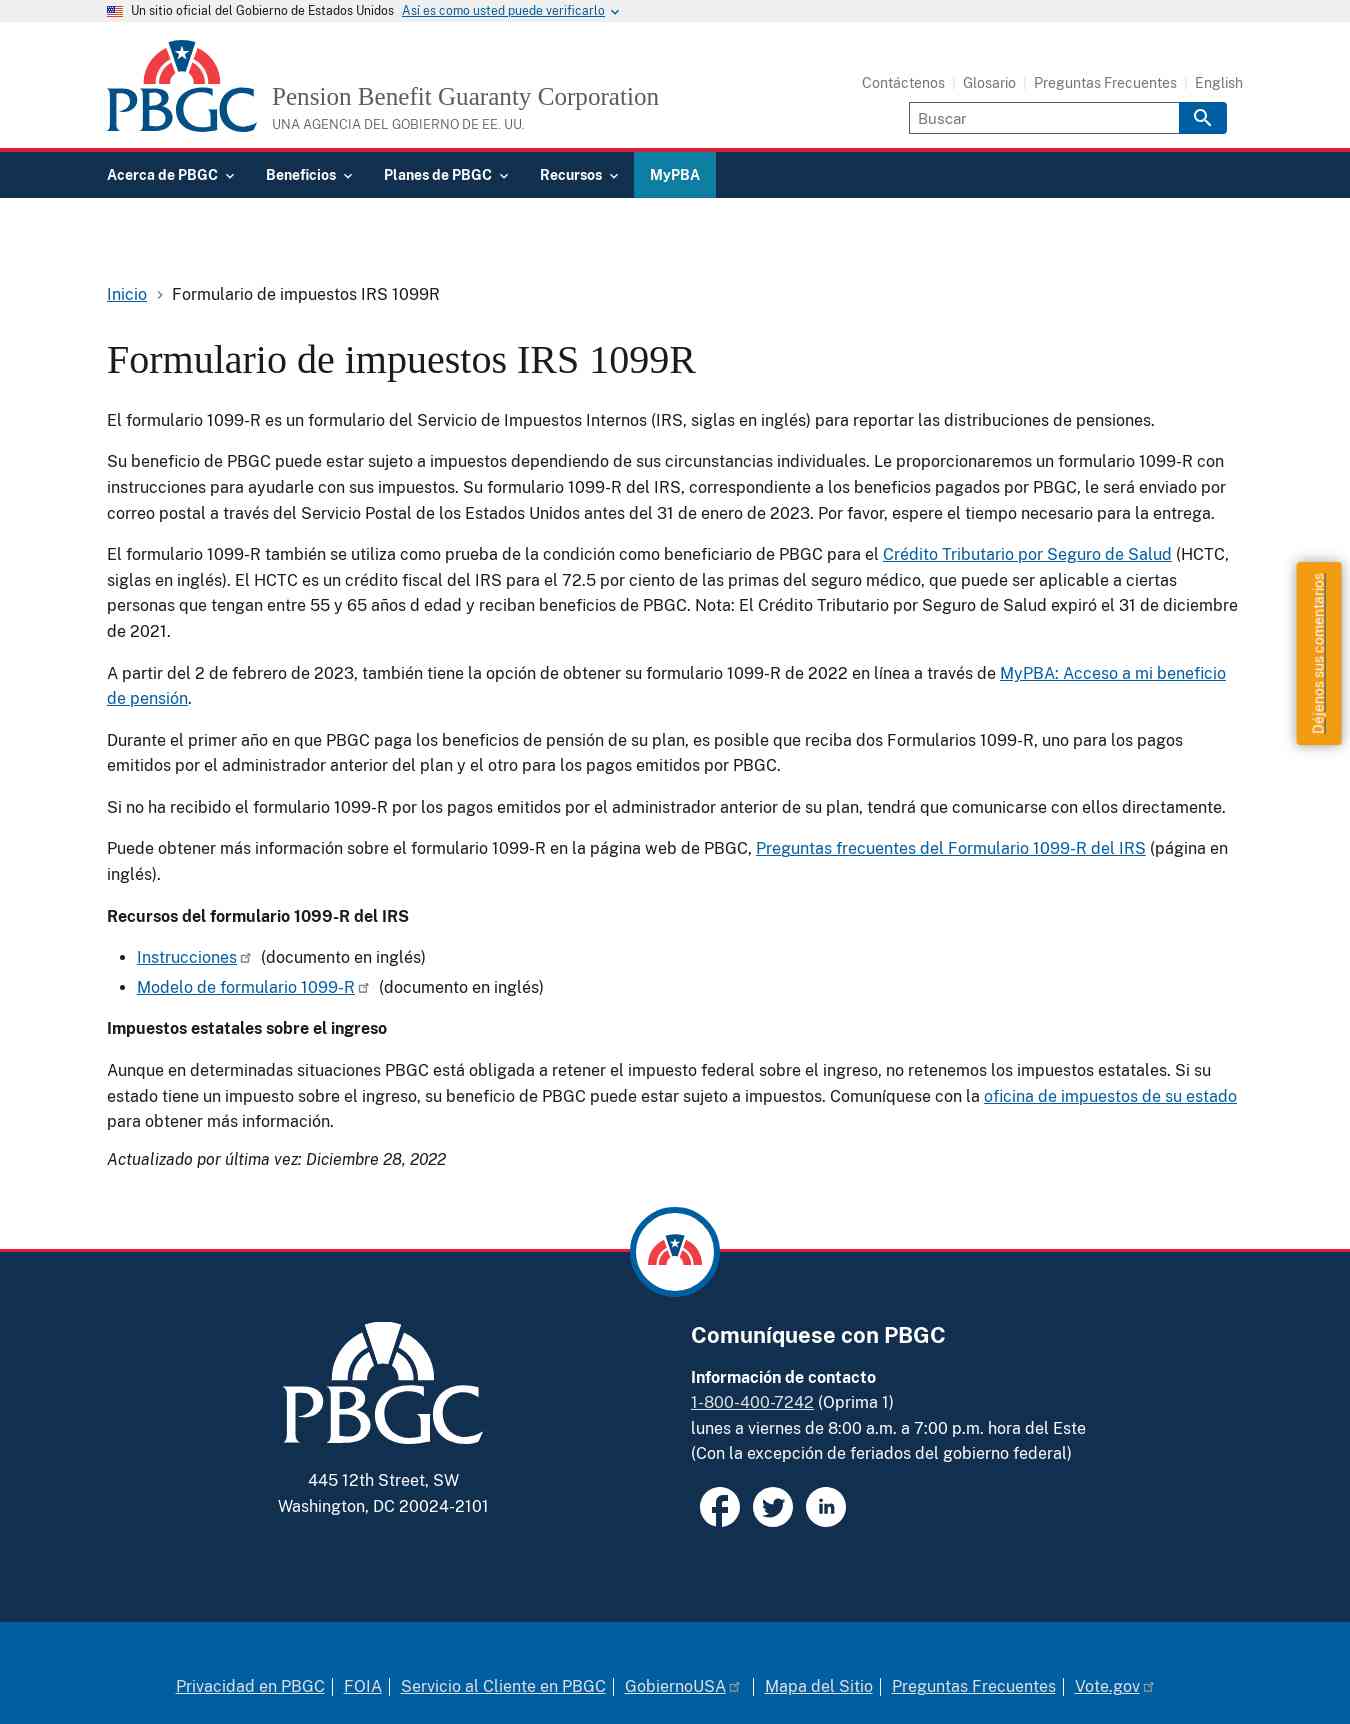 Un sitio oficial del Gobierno de Estados Unidos Así es como usted puede verificarlo
PBGC
Pension Benefit Guaranty Corporation
UNA AGENCIA DEL GOBIERNO DE EE. UU.
Contáctenos | Glosario | Preguntas Frecuentes | English
Buscar
Acerca de PBGC Beneficios Planes de PBGC Recursos MyPBA
Inicio > Formulario de impuestos IRS 1099R
Formulario de impuestos IRS 1099R
El formulario 1099-R es un formulario del Servicio de Impuestos Internos (IRS, siglas en inglés) para reportar las distribuciones de pensiones.
Su beneficio de PBGC puede estar sujeto a impuestos dependiendo de sus circunstancias individuales. Le proporcionaremos un formulario 1099-R con
instrucciones para ayudarle con sus impuestos. Su formulario 1099-R del IRS, correspondiente a los beneficios pagados por PBGC, le será enviado por
correo postal a través del Servicio Postal de los Estados Unidos antes del 31 de enero de 2023. Por favor, espere el tiempo necesario para la entrega.
El formulario 1099-R también se utiliza como prueba de la condición como beneficiario de PBGC para el Crédito Tributario por Seguro de Salud (HCTC,
siglas en inglés). El HCTC es un crédito fiscal del IRS para el 72.5 por ciento de las primas del seguro médico, que puede ser aplicable a ciertas
personas que tengan entre 55 y 65 años d edad y reciban beneficios de PBGC. Nota: El Crédito Tributario por Seguro de Salud expiró el 31 de diciembre
de 2021.
A partir del 2 de febrero de 2023, también tiene la opción de obtener su formulario 1099-R de 2022 en línea a través de MyPBA: Acceso a mi beneficio
de pensión.
Durante el primer año en que PBGC paga los beneficios de pensión de su plan, es posible que reciba dos Formularios 1099-R, uno para los pagos
emitidos por el administrador anterior del plan y el otro para los pagos emitidos por PBGC.
Si no ha recibido el formulario 1099-R por los pagos emitidos por el administrador anterior de su plan, tendrá que comunicarse con ellos directamente.
Puede obtener más información sobre el formulario 1099-R en la página web de PBGC, Preguntas frecuentes del Formulario 1099-R del IRS (página en
inglés).
Recursos del formulario 1099-R del IRS
• Instrucciones (documento en inglés)
• Modelo de formulario 1099-R (documento en inglés)
Impuestos estatales sobre el ingreso
Aunque en determinadas situaciones PBGC está obligada a retener el impuesto federal sobre el ingreso, no retenemos los impuestos estatales. Si su
estado tiene un impuesto sobre el ingreso, su beneficio de PBGC puede estar sujeto a impuestos. Comuníquese con la oficina de impuestos de su estado
para obtener más información.
Actualizado por última vez: Diciembre 28, 2022
Déjenos sus comentarios
PBGC
445 12th Street, SW
Washington, DC 20024-2101
Comuníquese con PBGC
Información de contacto
1-800-400-7242 (Oprima 1)
lunes a viernes de 8:00 a.m. a 7:00 p.m. hora del Este
(Con la excepción de feriados del gobierno federal)
Privacidad en PBGC | FOIA | Servicio al Cliente en PBGC | GobiernoUSA | Mapa del Sitio | Preguntas Frecuentes | Vote.gov